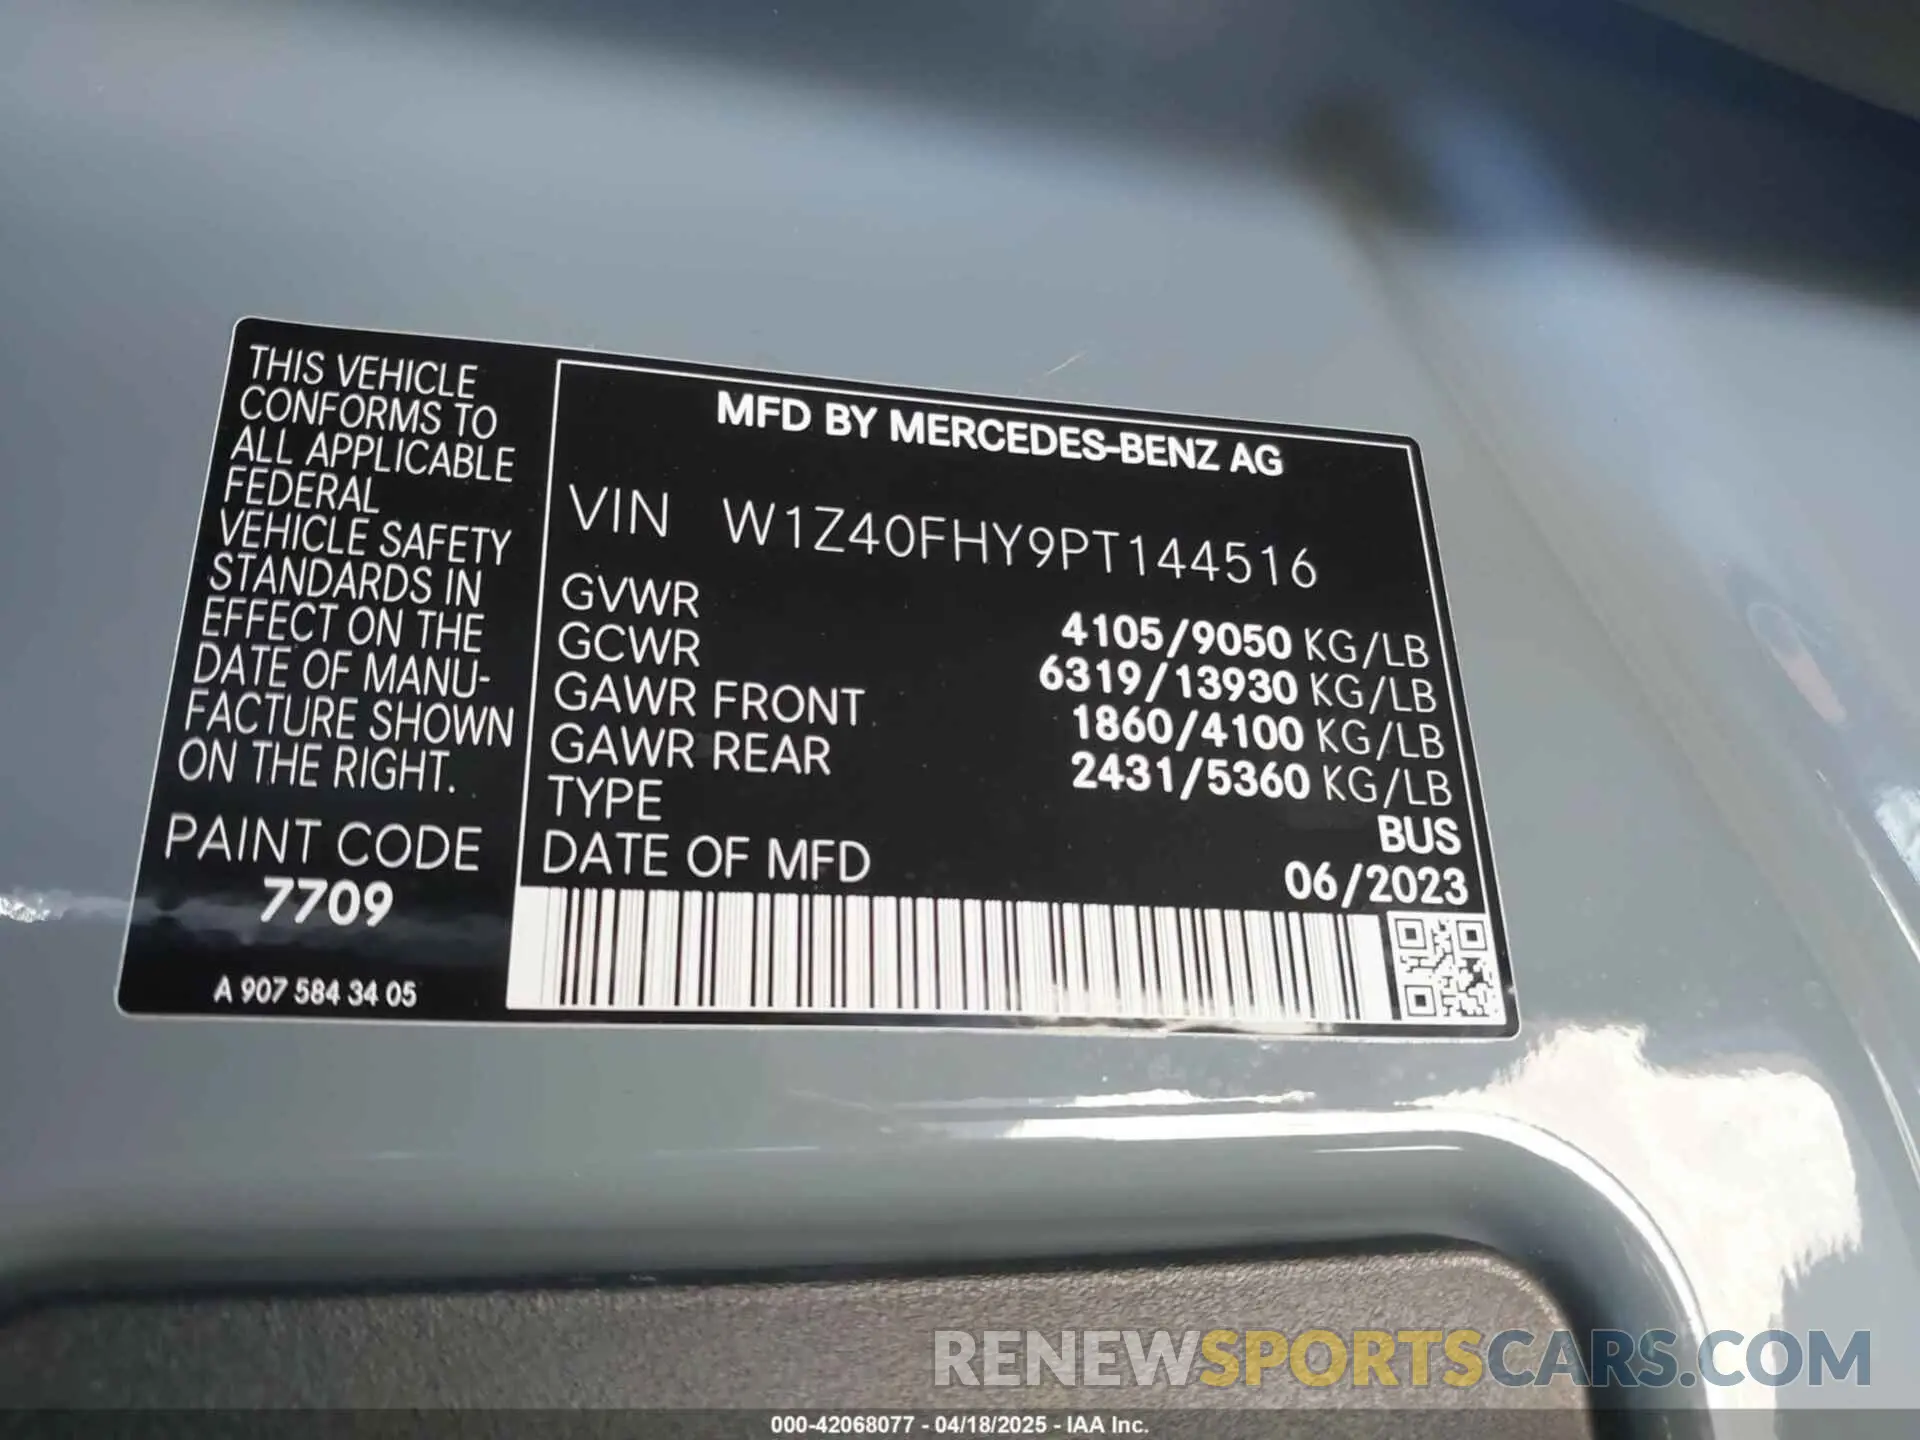 THIS VEHICLE
CONFORMS TO
ALL APPLICABLE
FEDERAL
VEHICLE SAFETY
STANDARDS IN
EFFECT ON THE
DATE OF MANU-
FACTURE SHOWN
ON THE RIGHT.
PAINT CODE
7709
A 907 584 34 05
MFD BY MERCEDES-BENZ AG
VIN W1Z40FHY9PT144516
GVWR 4105/9050 KG/LB
GCWR 6319/13930 KG/LB
GAWR FRONT 1860/4100 KG/LB
GAWR REAR 2431/5360 KG/LB
TYPE BUS
DATE OF MFD 06/2023
RENEWSPORTSCARS.COM
000-42068077 - 04/18/2025 - IAA Inc.